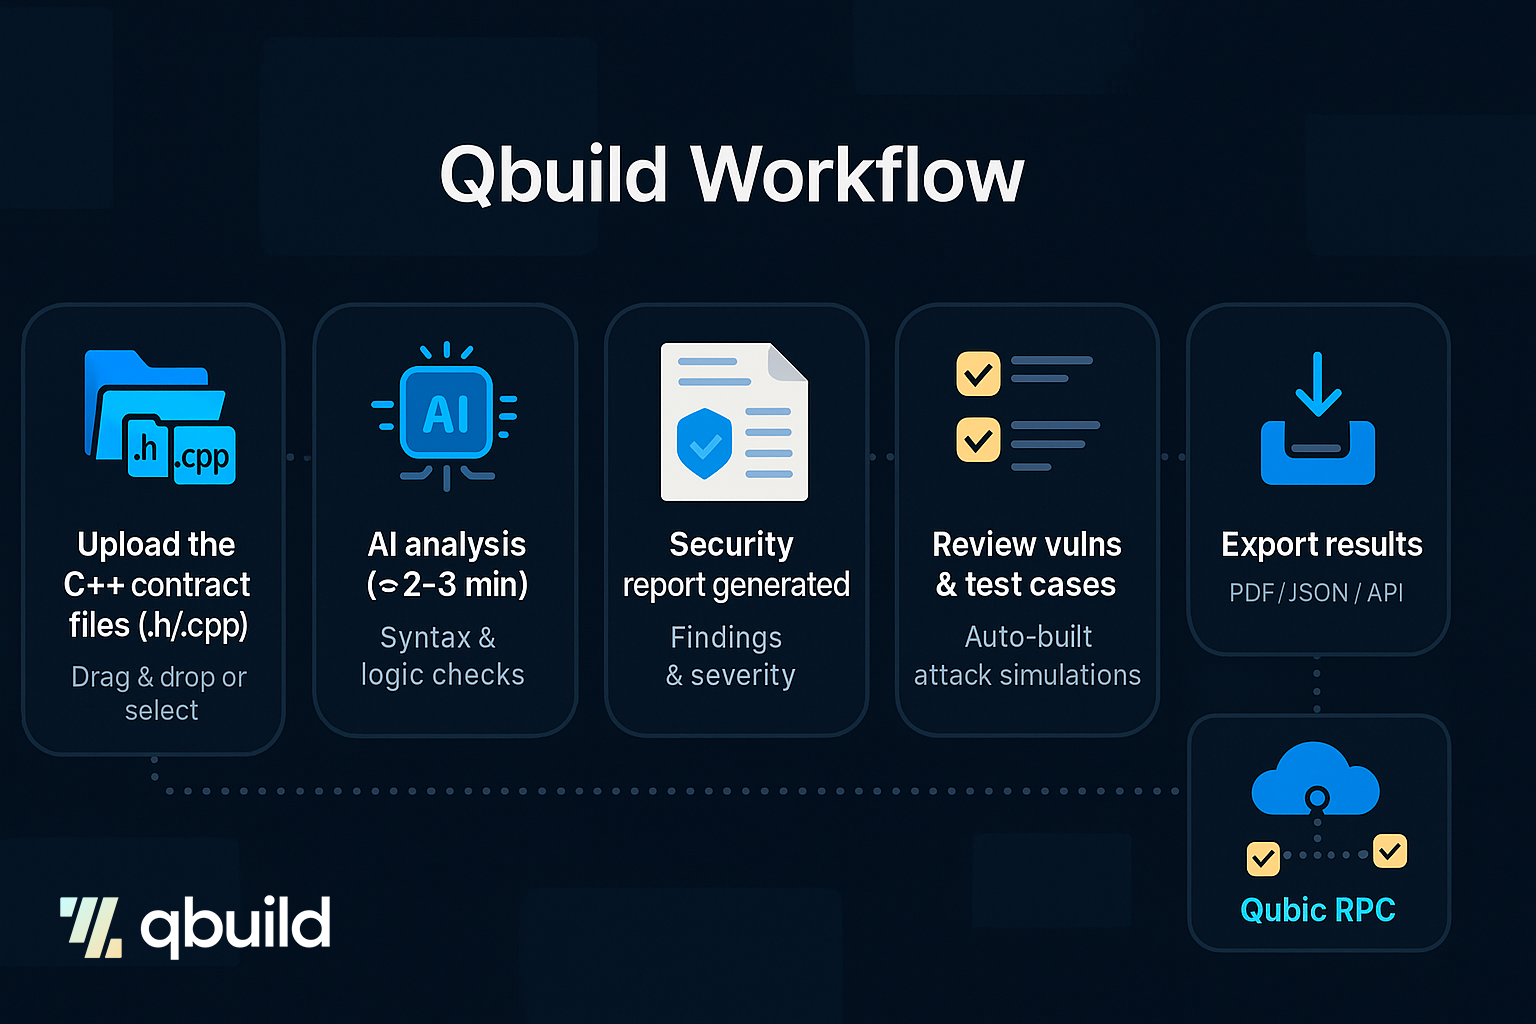 Qbuild Workflow
.h
.cpp
Upload the
C++ contract
files (.h/.cpp)
Drag & drop or
select
AI
AI analysis
(2-3 min)
Syntax &
logic checks
Security
report generated
Findings
& severity
Review vulns
& test cases
Auto-built
attack simulations
Export results
PDF/JSON / API
Qubic RPC
qbuild